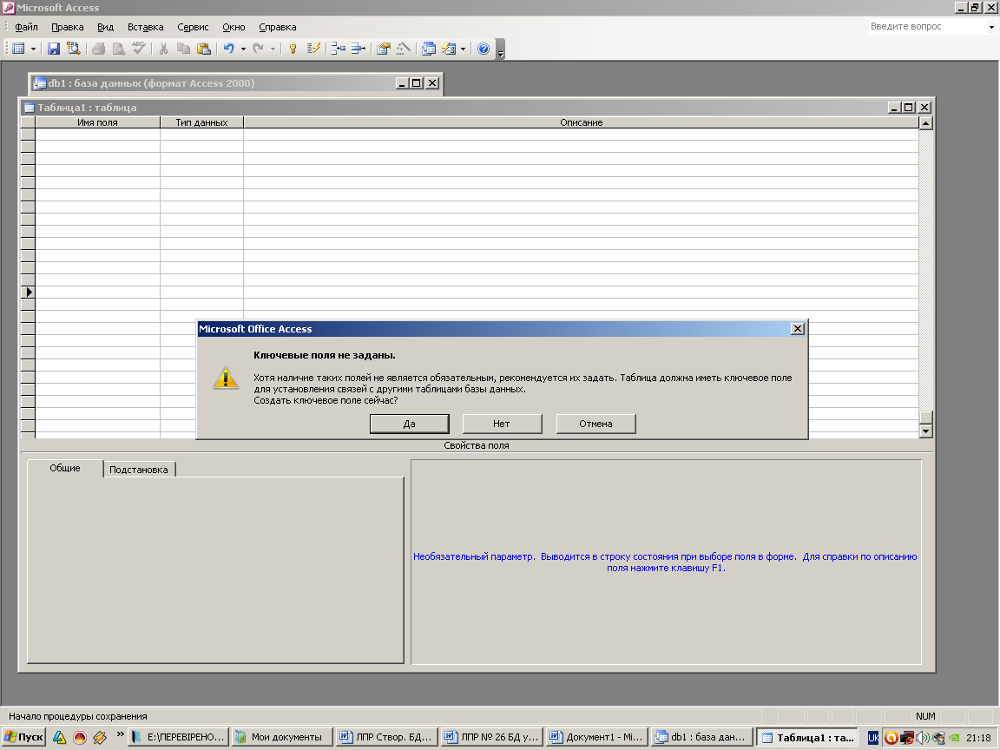 Microsoft Access
Файл Правка Вид Вставка Сервис Окно Справка
Введите вопрос
db1 : база данных (формат Access 2000)
Таблица1 : таблица
Имя поля Тип данных Описание
Microsoft Office Access
Ключевые поля не заданы.
Хотя наличие таких полей не является обязательным, рекомендуется их задать. Таблица должна иметь ключевое поле
для установления связей с другими таблицами базы данных.
Создать ключевое поле сейчас?
Да Нет Отмена
Свойства поля
Общие Подстановка
Необязательный параметр. Выводится в строку состояния при выборе поля в форме. Для справки по описанию
поля нажмите клавишу F1.
Начало процедуры сохранения
NUM
Пуск » E:\ПЕРЕВІРЕНО... Мои документы ЛПР Створ. БД... ЛПР № 26 БД у... Документ1 - Mi... db1 : база дан... Таблица1 : та... UK 21:18